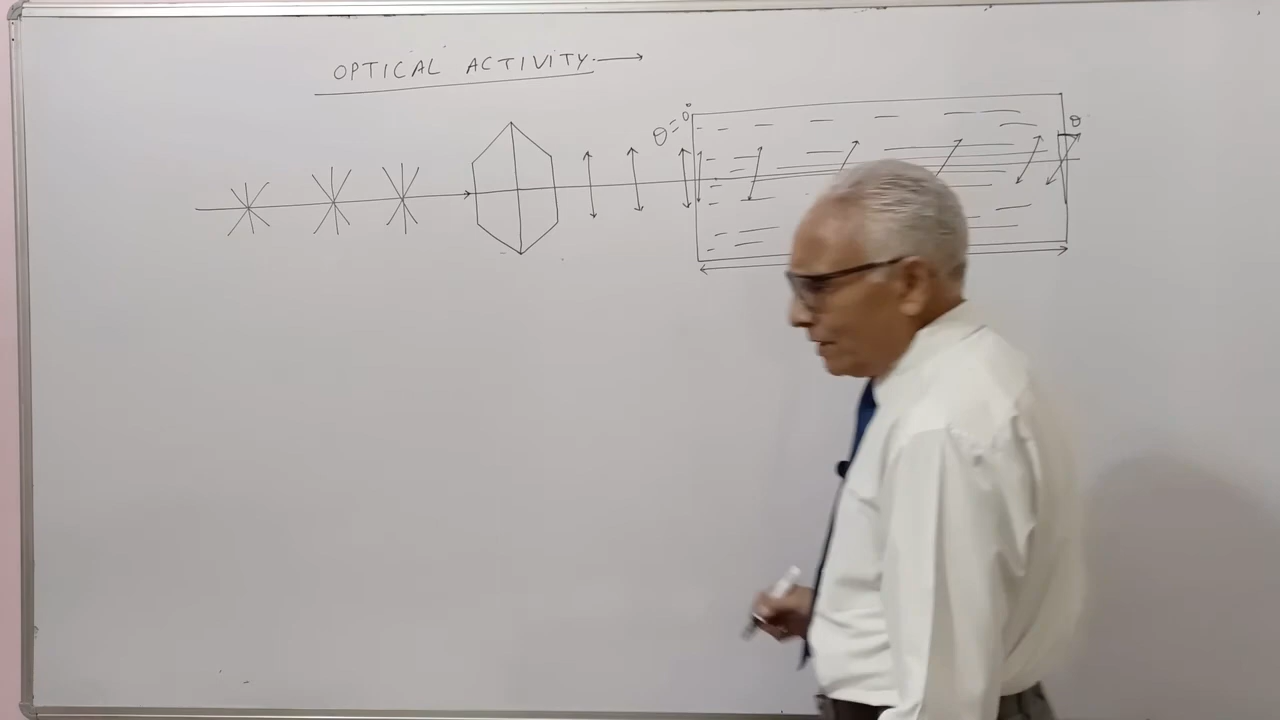 OPTICAL ACTIVITY
θ = 0°
θ